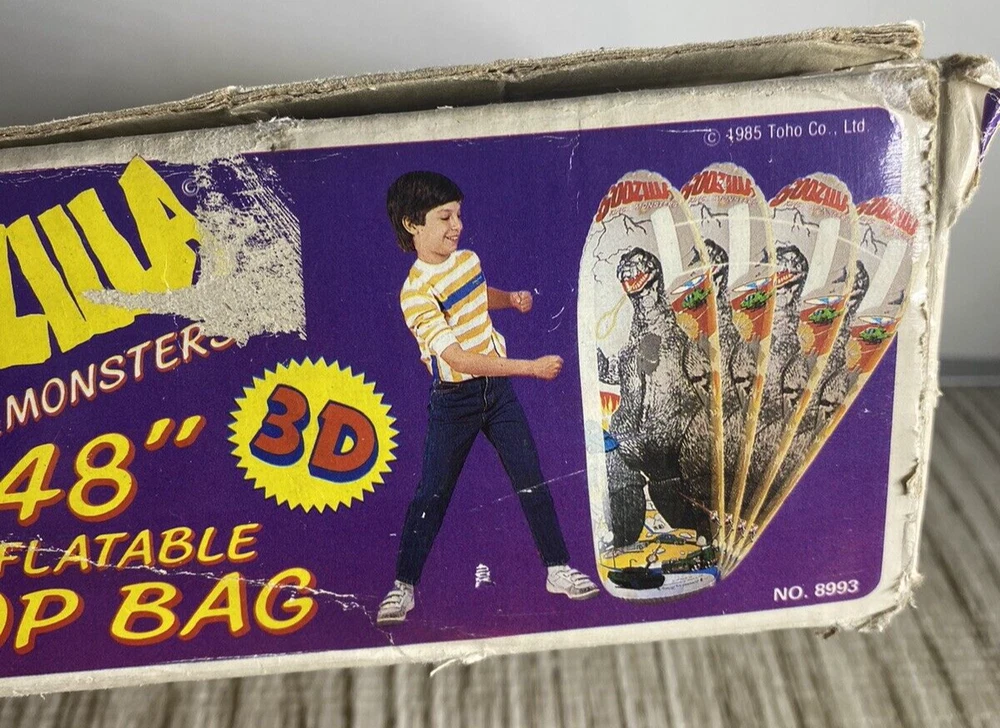 © 1985 Toho Co., Ltd.
ZILLA
MONSTERS
48"
3D
FLATABLE
OP BAG
GODZILLA
GODZILLA
GODZILLA
GODZILLA
NO. 8993